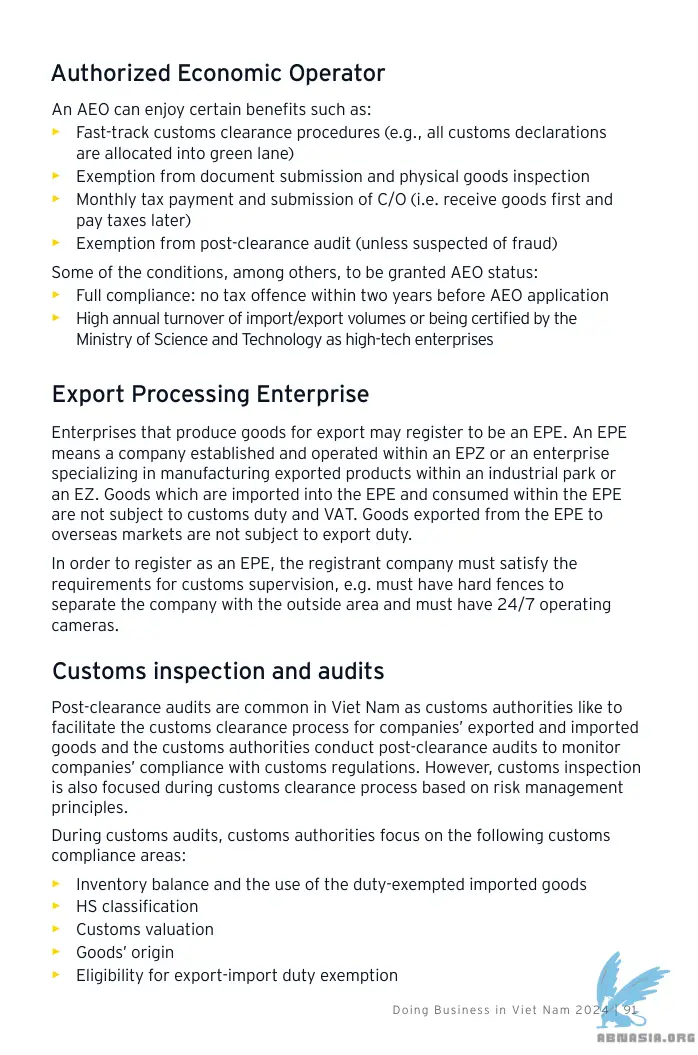 Authorized Economic Operator
An AEO can enjoy certain benefits such as:
► Fast-track customs clearance procedures (e.g., all customs declarations
are allocated into green lane)
► Exemption from document submission and physical goods inspection
► Monthly tax payment and submission of C/O (i.e. receive goods first and
pay taxes later)
► Exemption from post-clearance audit (unless suspected of fraud)
Some of the conditions, among others, to be granted AEO status:
► Full compliance: no tax offence within two years before AEO application
► High annual turnover of import/export volumes or being certified by the
Ministry of Science and Technology as high-tech enterprises
Export Processing Enterprise
Enterprises that produce goods for export may register to be an EPE. An EPE
means a company established and operated within an EPZ or an enterprise
specializing in manufacturing exported products within an industrial park or
an EZ. Goods which are imported into the EPE and consumed within the EPE
are not subject to customs duty and VAT. Goods exported from the EPE to
overseas markets are not subject to export duty.
In order to register as an EPE, the registrant company must satisfy the
requirements for customs supervision, e.g. must have hard fences to
separate the company with the outside area and must have 24/7 operating
cameras.
Customs inspection and audits
Post-clearance audits are common in Viet Nam as customs authorities like to
facilitate the customs clearance process for companies' exported and imported
goods and the customs authorities conduct post-clearance audits to monitor
companies' compliance with customs regulations. However, customs inspection
is also focused during customs clearance process based on risk management
principles.
During customs audits, customs authorities focus on the following customs
compliance areas:
► Inventory balance and the use of the duty-exempted imported goods
► HS classification
► Customs valuation
► Goods' origin
► Eligibility for export-import duty exemption
Doing Business in Viet Nam 2024 | 91
ABNASIA.ORG